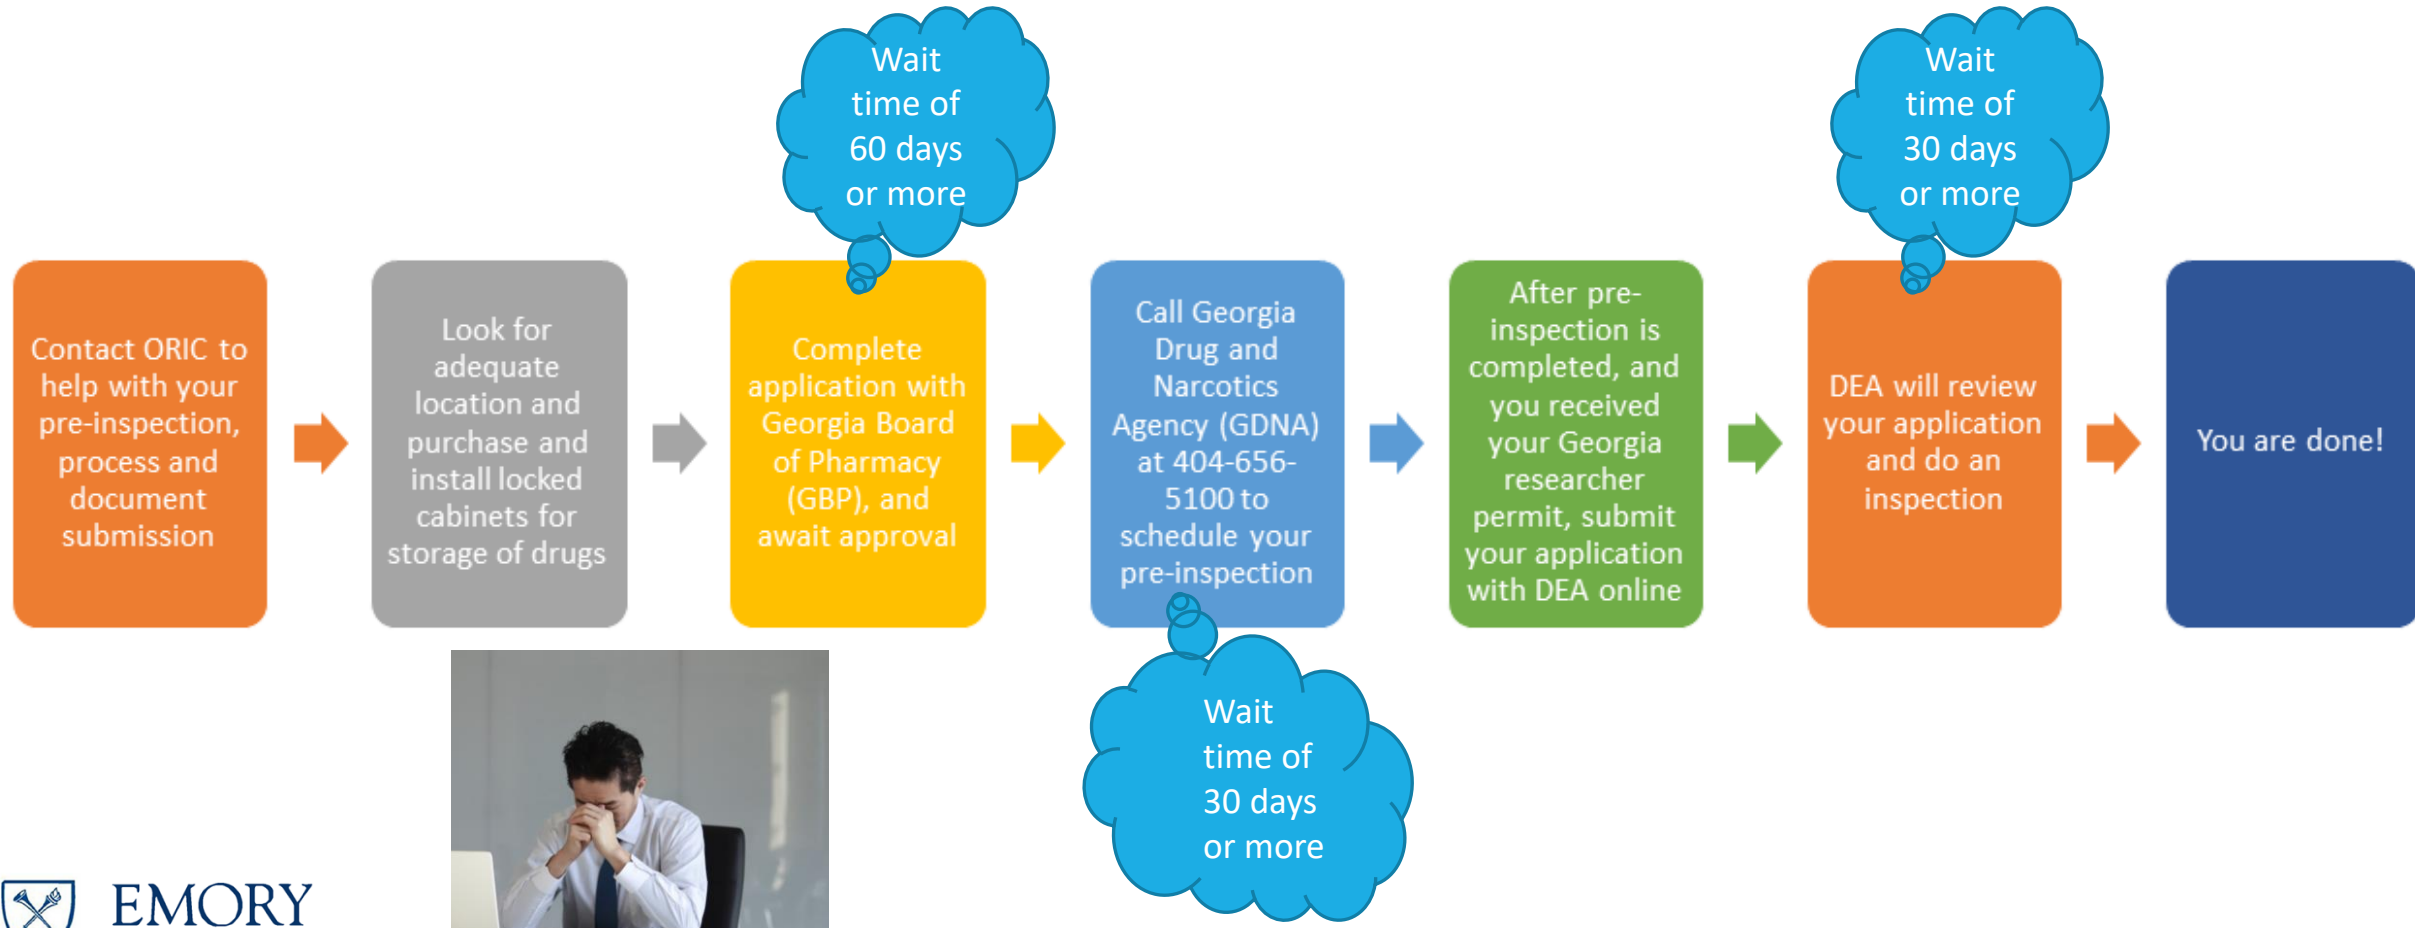 Wait
time of
60 days
or more
Wait
time of
30 days
or more
Contact ORIC to
help with your
pre-inspection,
process and
document
submission
Look for
adequate
location and
purchase and
install locked
cabinets for
storage of drugs
Complete
application with
Georgia Board
of Pharmacy
(GBP), and
await approval
Call Georgia
Drug and
Narcotics
Agency (GDNA)
at 404-656-
5100 to
schedule your
pre-inspection
After pre-
inspection is
completed, and
you received
your Georgia
researcher
permit, submit
your application
with DEA online
DEA will review
your application
and do an
inspection
You are done!
Wait
time of
30 days
or more
EMORY